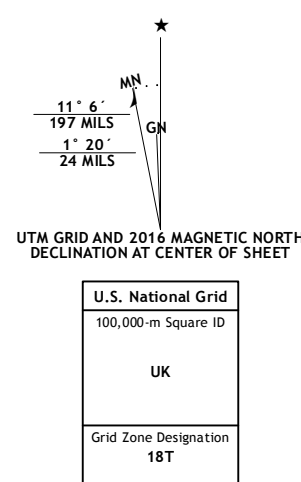 ★
MN
11° 6´
197 MILS
GN
1° 20´
24 MILS
UTM GRID AND 2016 MAGNETIC NORTH
DECLINATION AT CENTER OF SHEET
U.S. National Grid
100,000-m Square ID
UK
Grid Zone Designation
18T